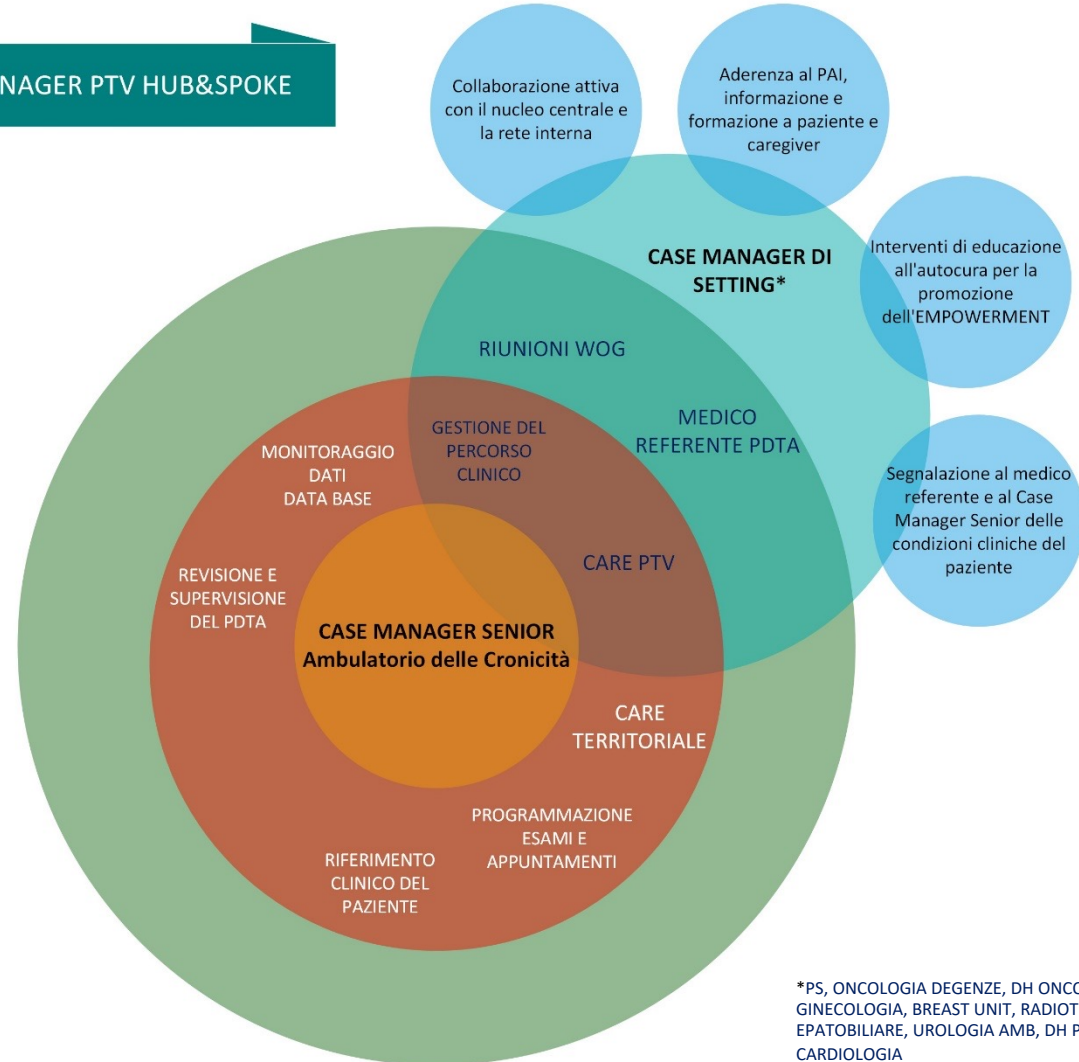 NAGER PTV HUB&SPOKE
Collaborazione attiva
con il nucleo centrale e
la rete interna
Aderenza al PAI,
informazione e
formazione a paziente e
caregiver
Interventi di educazione
all'autocura per la
promozione
dell'EMPOWERMENT
Segnalazione al medico
referente e al Case
Manager Senior delle
condizioni cliniche del
paziente
CASE MANAGER DI
SETTING*
RIUNIONI WOG
MEDICO
REFERENTE PDTA
GESTIONE DEL
PERCORSO
CLINICO
CARE PTV
MONITORAGGIO
DATI
DATA BASE
REVISIONE E
SUPERVISIONE
DEL PDTA
CASE MANAGER SENIOR
Ambulatorio delle Cronicità
CARE
TERRITORIALE
PROGRAMMAZIONE
ESAMI E
APPUNTAMENTI
RIFERIMENTO
CLINICO DEL
PAZIENTE
*PS, ONCOLOGIA DEGENZE, DH ONCO
GINECOLOGIA, BREAST UNIT, RADIOT
EPATOBILIARE, UROLOGIA AMB, DH P
CARDIOLOGIA